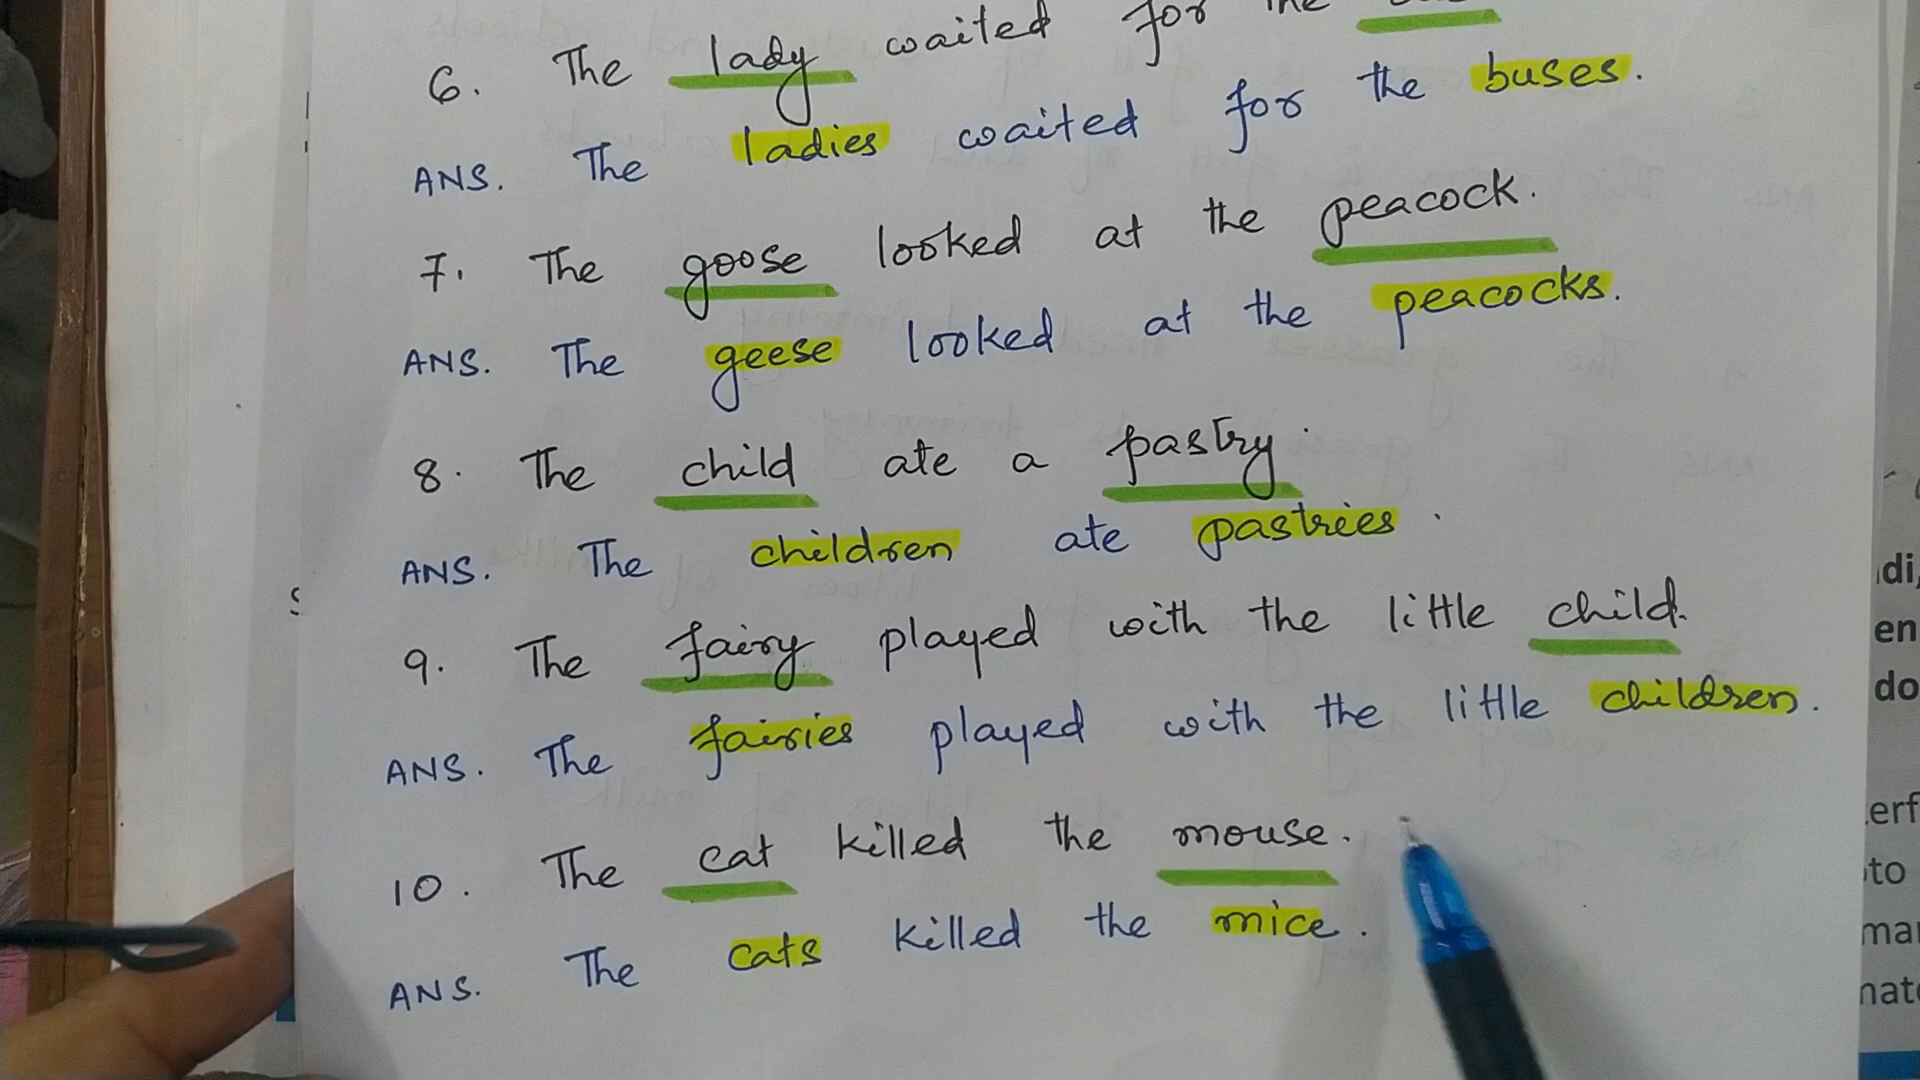 6. The lady waited for the
ANS. The ladies waited for the buses.
7. The goose looked at the peacock.
ANS. The geese looked at the peacocks.
8. The child ate a pastry.
ANS. The children ate pastries.
9. The fairy played with the little child.
ANS. The fairies played with the little children.
10. The cat killed the mouse.
ANS. The cats killed the mice.
di,
en
do
erf
to